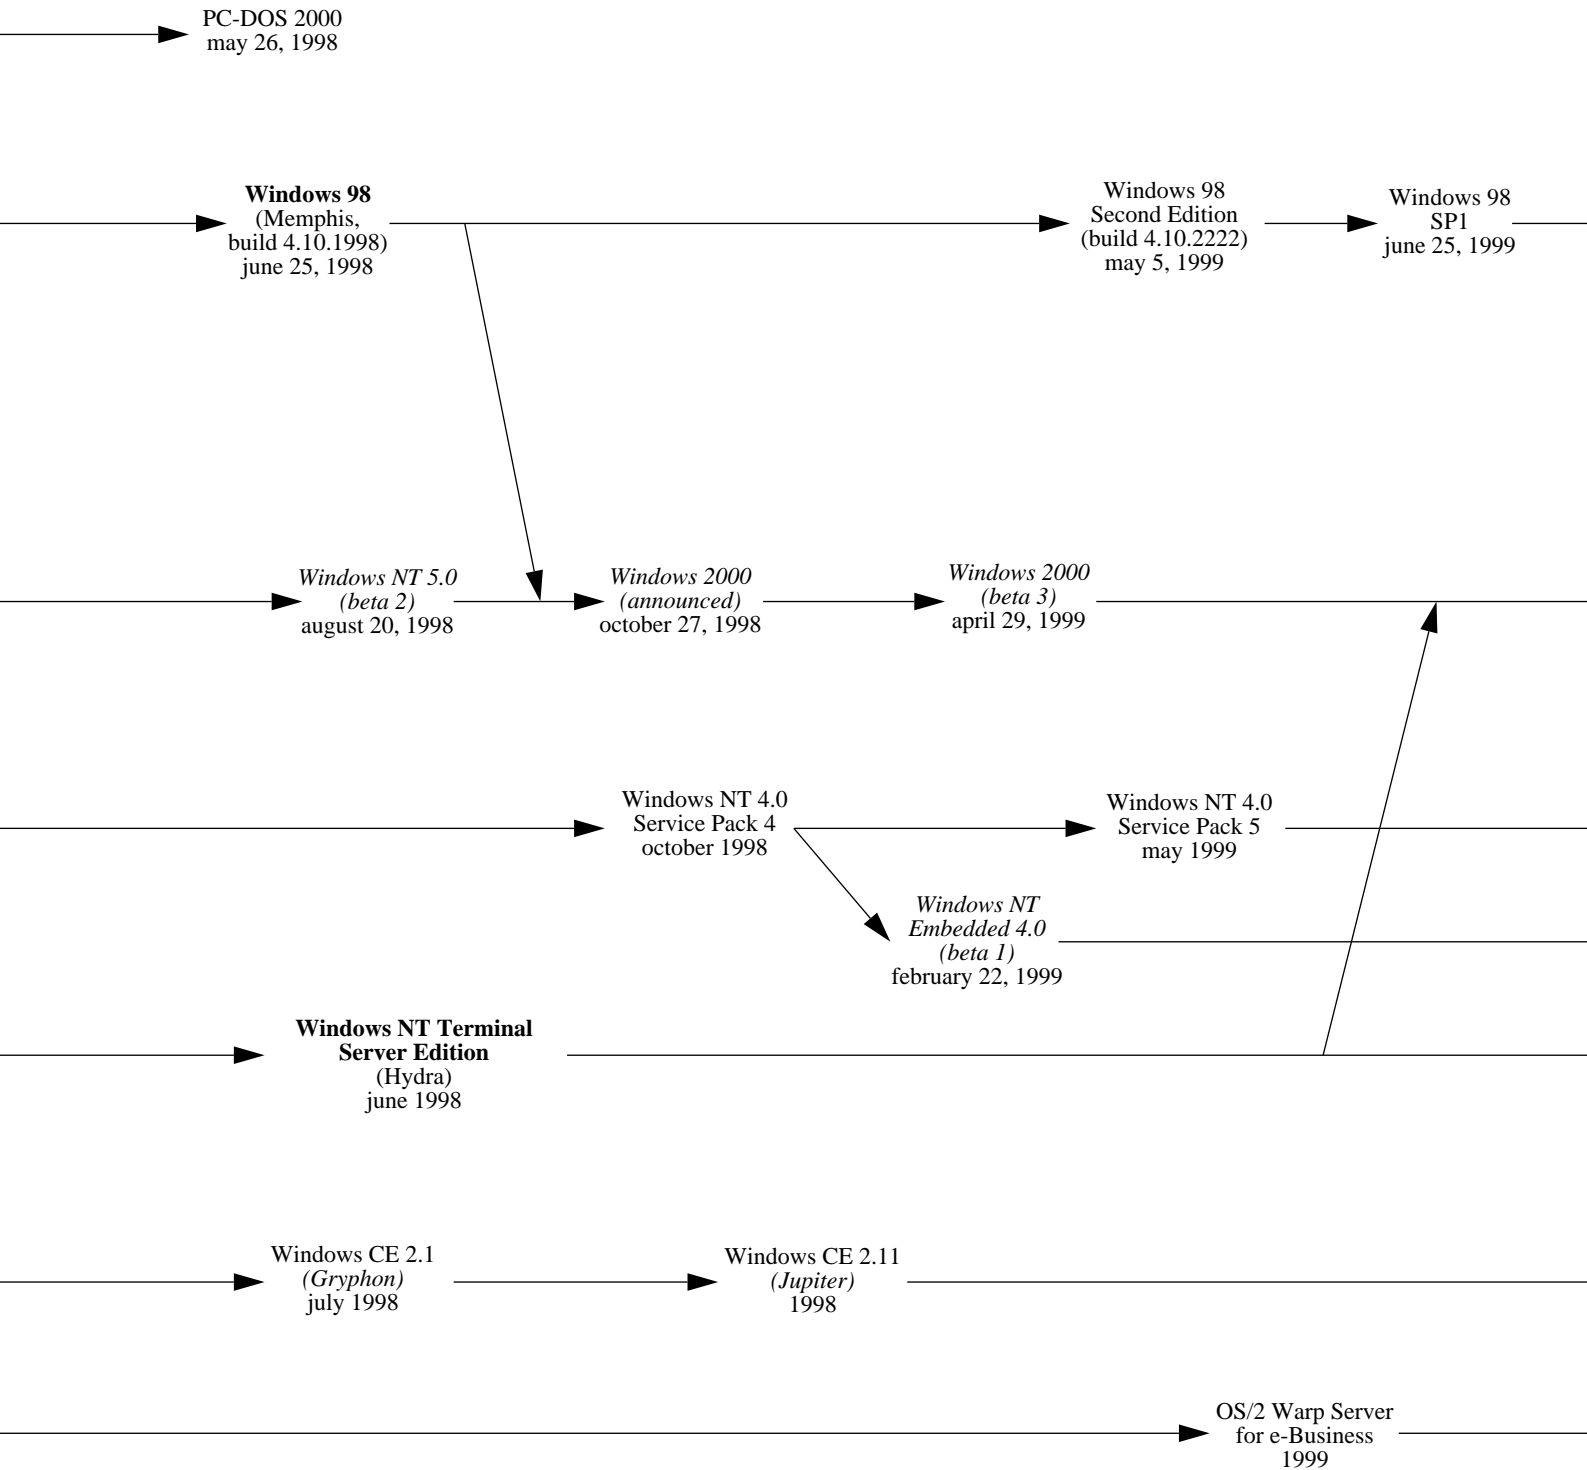 PC-DOS 2000
may 26, 1998
Windows 98
(Memphis,
build 4.10.1998)
june 25, 1998
Windows 98
Second Edition
(build 4.10.2222)
may 5, 1999
Windows 98
SP1
june 25, 1999
Windows NT 5.0
(beta 2)
august 20, 1998
Windows 2000
(announced)
october 27, 1998
Windows 2000
(beta 3)
april 29, 1999
Windows NT 4.0
Service Pack 4
october 1998
Windows NT 4.0
Service Pack 5
may 1999
Windows NT
Embedded 4.0
(beta 1)
february 22, 1999
Windows NT Terminal
Server Edition
(Hydra)
june 1998
Windows CE 2.1
(Gryphon)
july 1998
Windows CE 2.11
(Jupiter)
1998
OS/2 Warp Server
for e-Business
1999